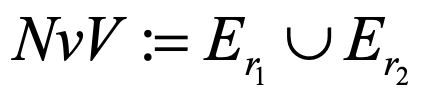 NvV := E_{r_1} ∪ E_{r_2}